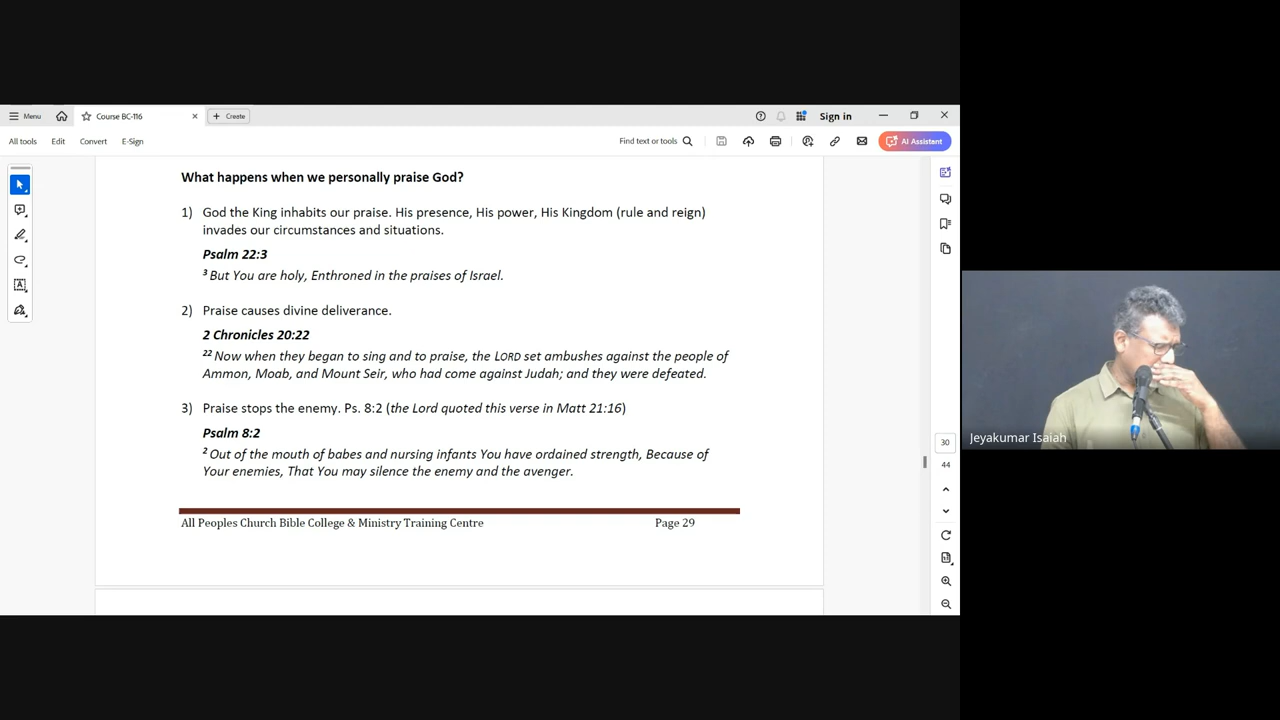 Menu
Course BC-116
Create
Sign in
All tools
Edit
Convert
E-Sign
Find text or tools
AI Assistant
What happens when we personally praise God?
1) God the King inhabits our praise. His presence, His power, His Kingdom (rule and reign)
invades our circumstances and situations.
Psalm 22:3
3 But You are holy, Enthroned in the praises of Israel.
2) Praise causes divine deliverance.
2 Chronicles 20:22
22 Now when they began to sing and to praise, the LORD set ambushes against the people of
Ammon, Moab, and Mount Seir, who had come against Judah; and they were defeated.
3) Praise stops the enemy. Ps. 8:2 (the Lord quoted this verse in Matt 21:16)
Psalm 8:2
2 Out of the mouth of babes and nursing infants You have ordained strength, Because of
Your enemies, That You may silence the enemy and the avenger.
All Peoples Church Bible College & Ministry Training Centre Page 29
30
44
Jeyakumar Isaiah